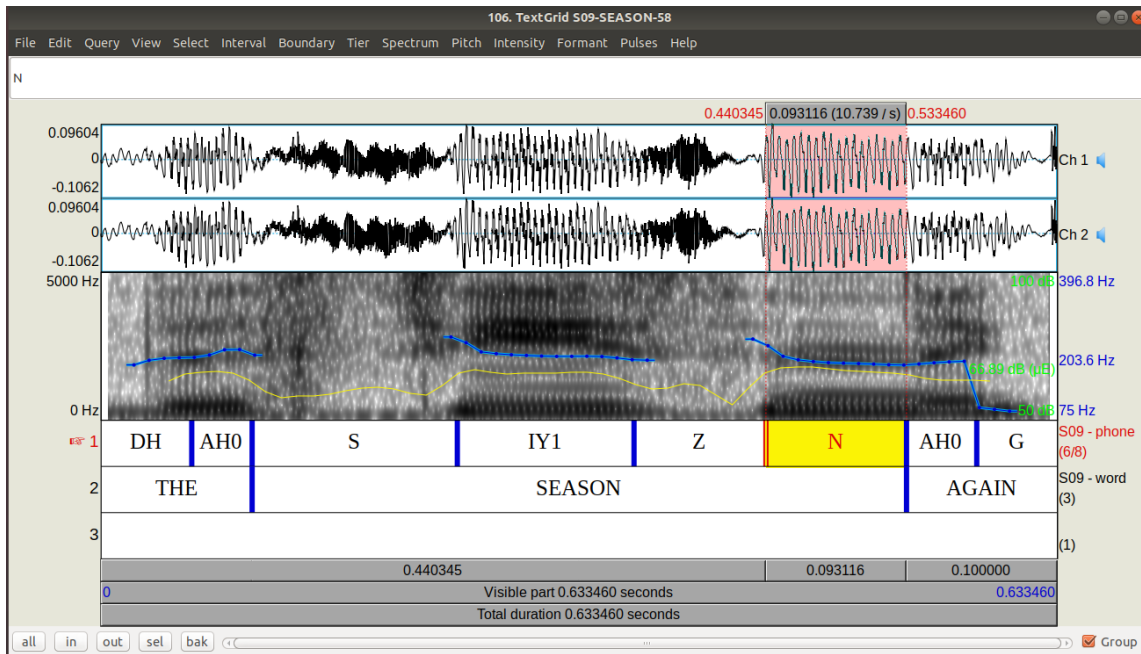 106. TextGrid S09-SEASON-58
File Edit Query View Select Interval Boundary Tier Spectrum Pitch Intensity Formant Pulses Help
N
0.440345 0.093116 (10.739 / s) 0.533460
0.09604
0
-0.1062
Ch 1
0.09604
0
-0.1062
Ch 2
5000 Hz 100 dB 396.8 Hz
203.6 Hz
66.89 dB (µB)
0 Hz 50 dB 75 Hz
1 DH AH0 S IY1 Z N AH0 G S09 - phone
(6/8)
2 THE SEASON AGAIN S09 - word
(3)
3
(1)
0.440345 0.093116 0.100000
0 Visible part 0.633460 seconds 0.633460
Total duration 0.633460 seconds
all in out sel bak Group